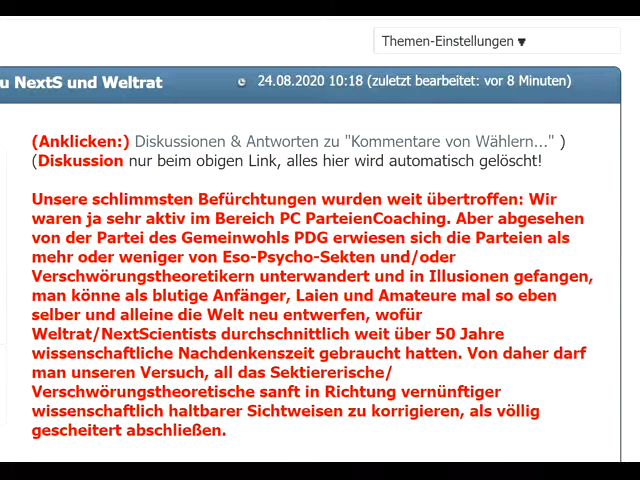 Themen-Einstellungen ▼
u NextS und Weltrat 24.08.2020 10:18 (zuletzt bearbeitet: vor 8 Minuten)
(Anklicken:) Diskussionen & Antworten zu "Kommentare von Wählern..." )
(Diskussion nur beim obigen Link, alles hier wird automatisch gelöscht!
Unsere schlimmsten Befürchtungen wurden weit übertroffen: Wir
waren ja sehr aktiv im Bereich PC ParteienCoaching. Aber abgesehen
von der Partei des Gemeinwohls PDG erwiesen sich die Parteien als
mehr oder weniger von Eso-Psycho-Sekten und/oder
Verschwörungstheoretikern unterwandert und in Illusionen gefangen,
man könne als blutige Anfänger, Laien und Amateure mal so eben
selber und alleine die Welt neu entwerfen, wofür
Weltrat/NextScientists durchschnittlich weit über 50 Jahre
wissenschaftliche Nachdenkenszeit gebraucht hatten. Von daher darf
man unseren Versuch, all das Sektiererische/
Verschwörungstheoretische sanft in Richtung vernünftiger
wissenschaftlich haltbarer Sichtweisen zu korrigieren, als völlig
gescheitert abschließen.